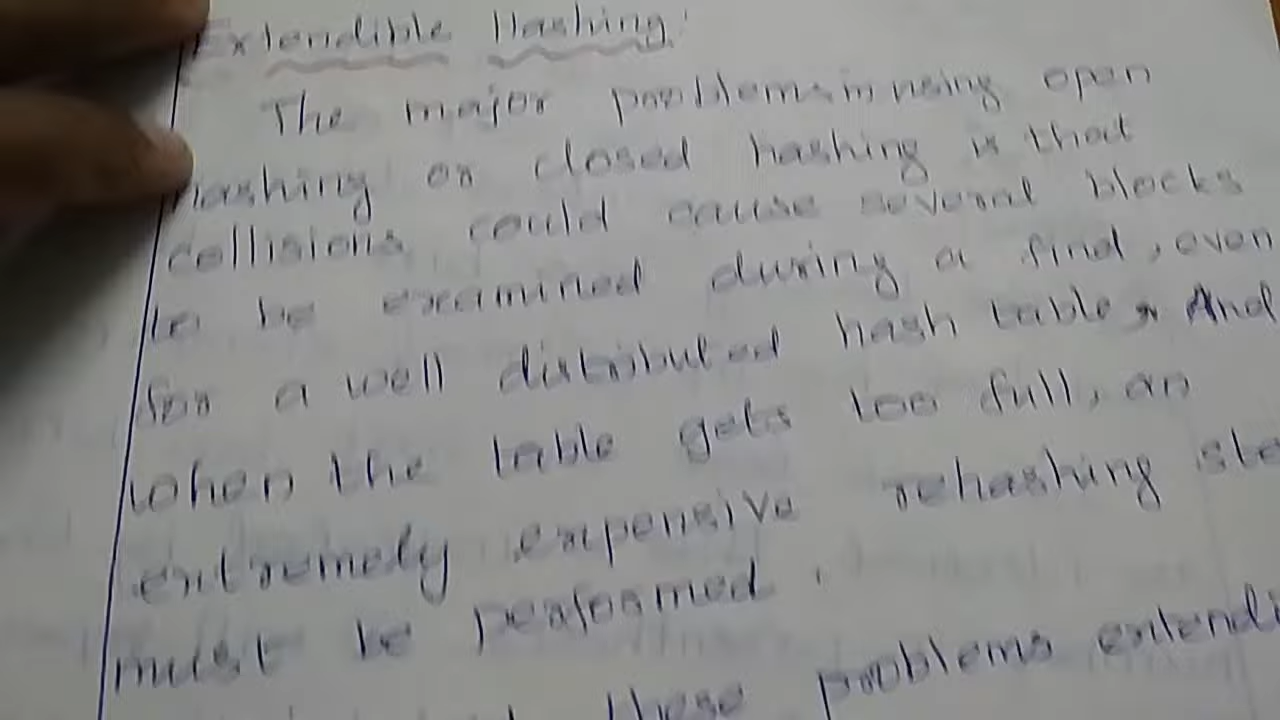 Extendible Hashing:
The major problems in using open
hashing or closed hashing is that
collisions could cause several blocks
to be examined during a find, even
for a well distributed hash table. And
when the table gets too full, an
extremely expensive rehashing ste
must be performed.
these problems extendi